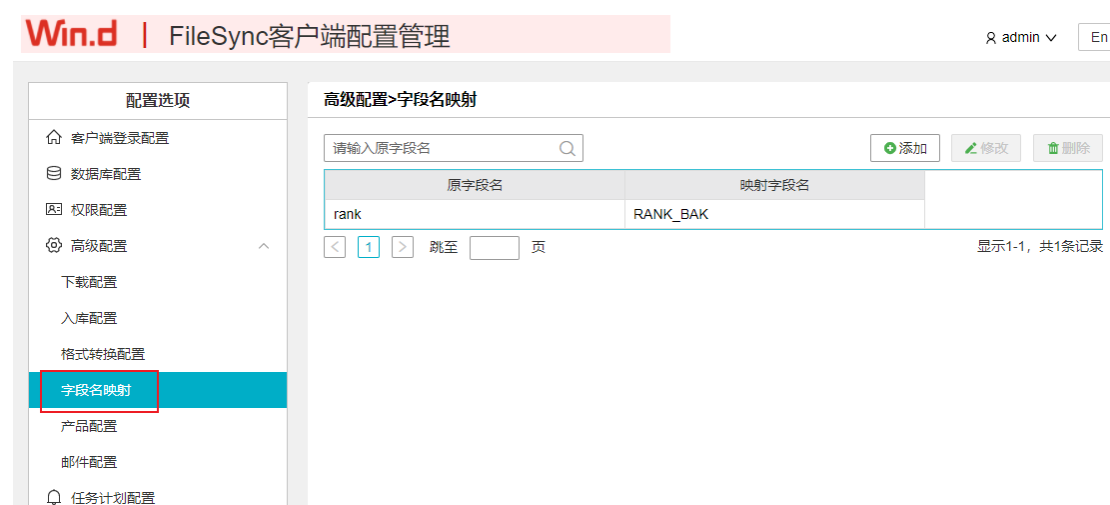 Win.d | FileSync客户端配置管理
admin
En
配置选项
客户端登录配置
数据库配置
权限配置
高级配置
下载配置
入库配置
格式转换配置
字段名映射
产品配置
邮件配置
任务计划配置
高级配置>字段名映射
请输入原字段名
添加 修改 删除
原字段名 映射字段名
rank RANK_BAK
< 1 > 跳至 页 显示1-1，共1条记录